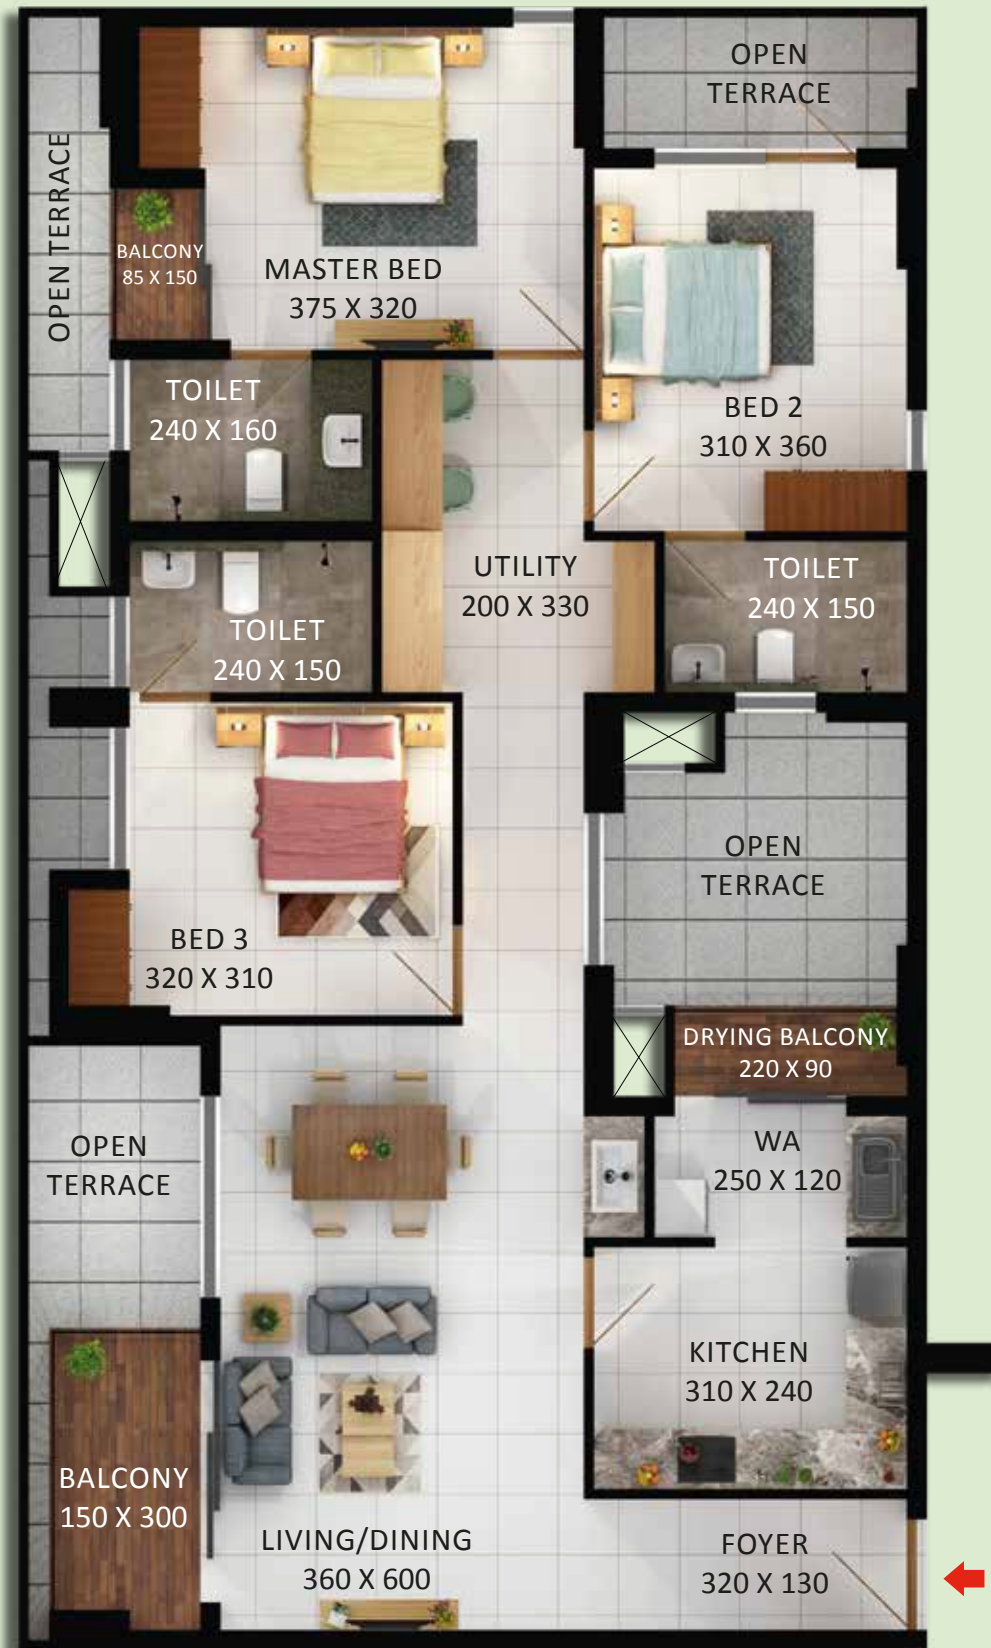 OPEN
TERRACE
OPEN TERRACE
BALCONY
85 X 150
MASTER BED
375 X 320
TOILET
240 X 160
BED 2
310 X 360
UTILITY
200 X 330
TOILET
240 X 150
TOILET
240 X 150
OPEN
TERRACE
BED 3
320 X 310
DRYING BALCONY
220 X 90
OPEN
TERRACE
WA
250 X 120
KITCHEN
310 X 240
BALCONY
150 X 300
LIVING/DINING
360 X 600
FOYER
320 X 130